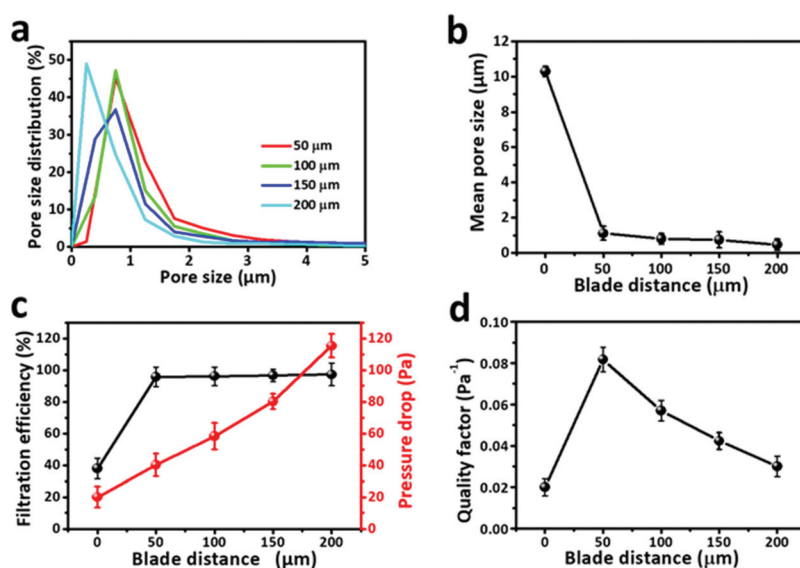 a
Pore size distribution (%)
50
40
30
20
10
0
50 μm
100 μm
150 μm
200 μm
0 1 2 3 4 5
Pore size (μm)
b
Mean pore size (μm)
12
10
8
6
4
2
0
0 50 100 150 200
Blade distance (μm)
c
Filtration efficiency (%)
120
100
80
60
40
20
0
Pressure drop (Pa)
120
100
80
60
40
20
0
0 50 100 150 200
Blade distance (μm)
d
Quality factor (Pa⁻¹)
0.10
0.08
0.06
0.04
0.02
0.00
0 50 100 150 200
Blade distance (μm)